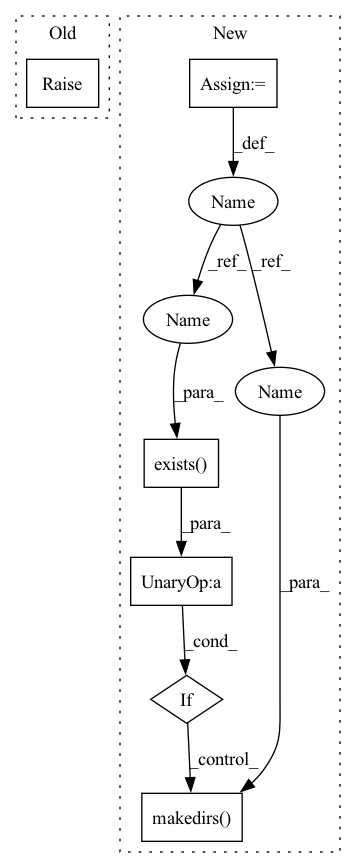 Old
New
Raise
Assign:=
_def_
Name
_ref_
_ref_
Name
Name
_para_
exists()
_para_
_para_
UnaryOp:a
_cond_
If
_control_
makedirs()